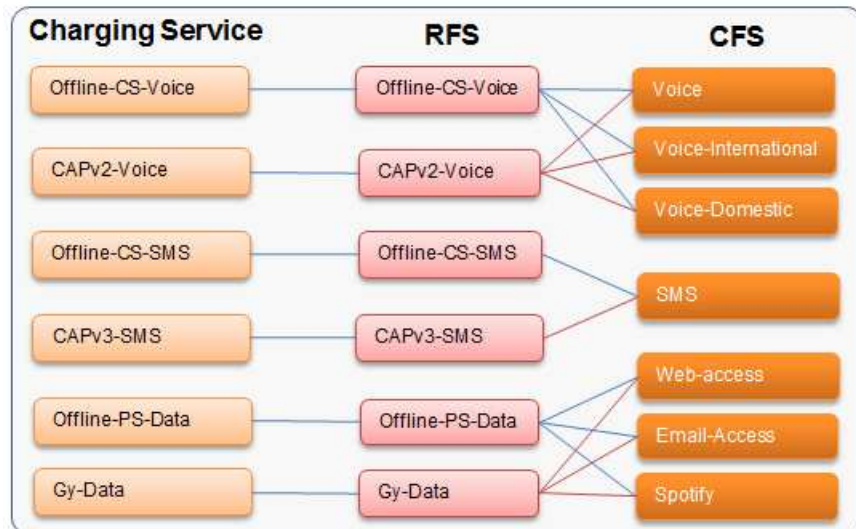 Charging Service RFS CFS
Offline-CS-Voice Offline-CS-Voice Voice
Voice-International
CAPv2-Voice CAPv2-Voice
Voice-Domestic
Offline-CS-SMS Offline-CS-SMS
SMS
CAPv3-SMS CAPv3-SMS
Web-access
Offline-PS-Data Offline-PS-Data Email-Access
Gy-Data Gy-Data Spotify